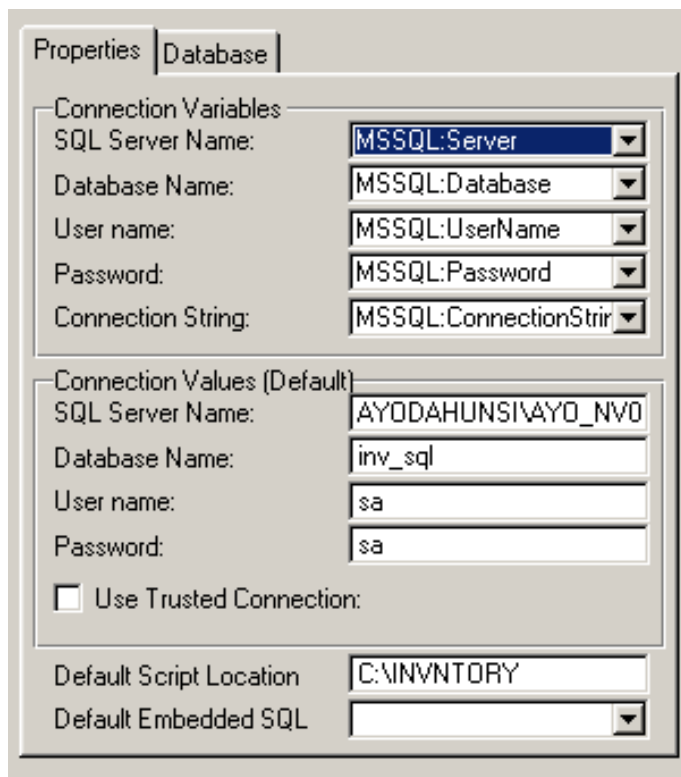 Properties Database
Connection Variables
SQL Server Name: MSSQL:Server
Database Name: MSSQL:Database
User name: MSSQL:UserName
Password: MSSQL:Password
Connection String: MSSQL:ConnectionStrin
Connection Values (Default)
SQL Server Name: AYODAHUNSI\AYO_NV0
Database Name: inv_sql
User name: sa
Password: sa
Use Trusted Connection:
Default Script Location C:\INVNTORY
Default Embedded SQL